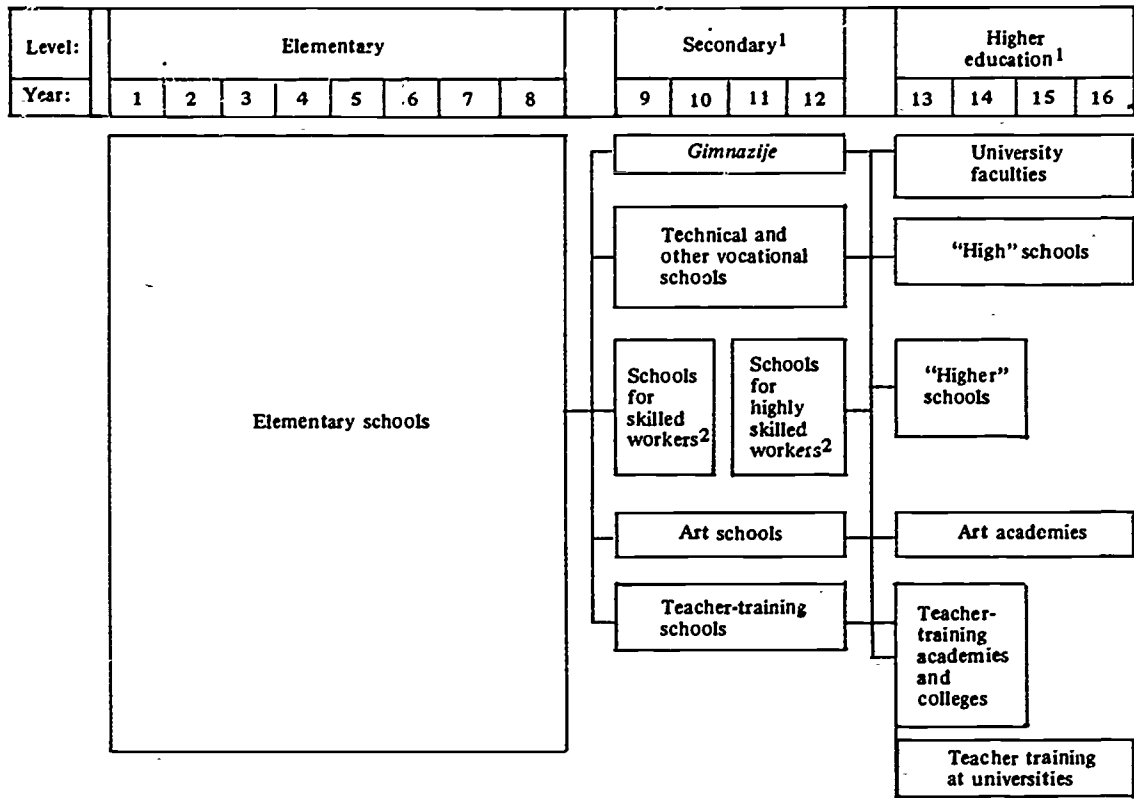 Level:
Elementary
Secondary1
Higher
education1
Year:
1 2 3 4 5 6 7 8 9 10 11 12 13 14 15 16
Gimnazije
University
faculties
Technical and
other vocational
schools
"High" schools
Elementary schools
Schools
for
skilled
workers2
Schools
for
highly
skilled
workers2
"Higher"
schools
Art schools
Art academies
Teacher-training
schools
Teacher-
training
academies
and
colleges
Teacher training
at universities